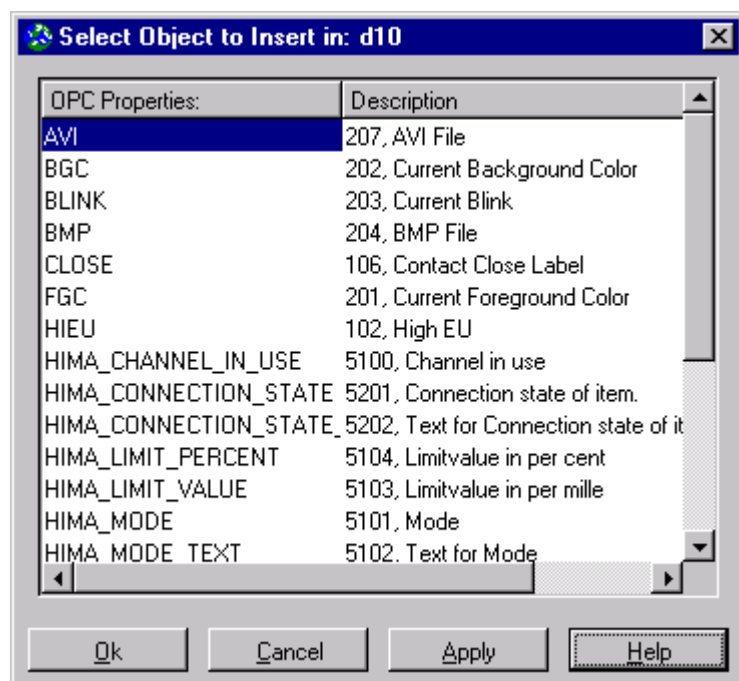 Select Object to Insert in: d10
OPC Properties: Description
AVI 207, AVI File
BGC 202, Current Background Color
BLINK 203, Current Blink
BMP 204, BMP File
CLOSE 106, Contact Close Label
FGC 201, Current Foreground Color
HIEU 102, High EU
HIMA_CHANNEL_IN_USE 5100, Channel in use
HIMA_CONNECTION_STATE 5201, Connection state of item.
HIMA_CONNECTION_STATE_ 5202, Text for Connection state of it
HIMA_LIMIT_PERCENT 5104, Limitvalue in per cent
HIMA_LIMIT_VALUE 5103, Limitvalue in per mille
HIMA_MODE 5101, Mode
HIMA_MODE_TEXT 5102, Text for Mode
Ok Cancel Apply Help